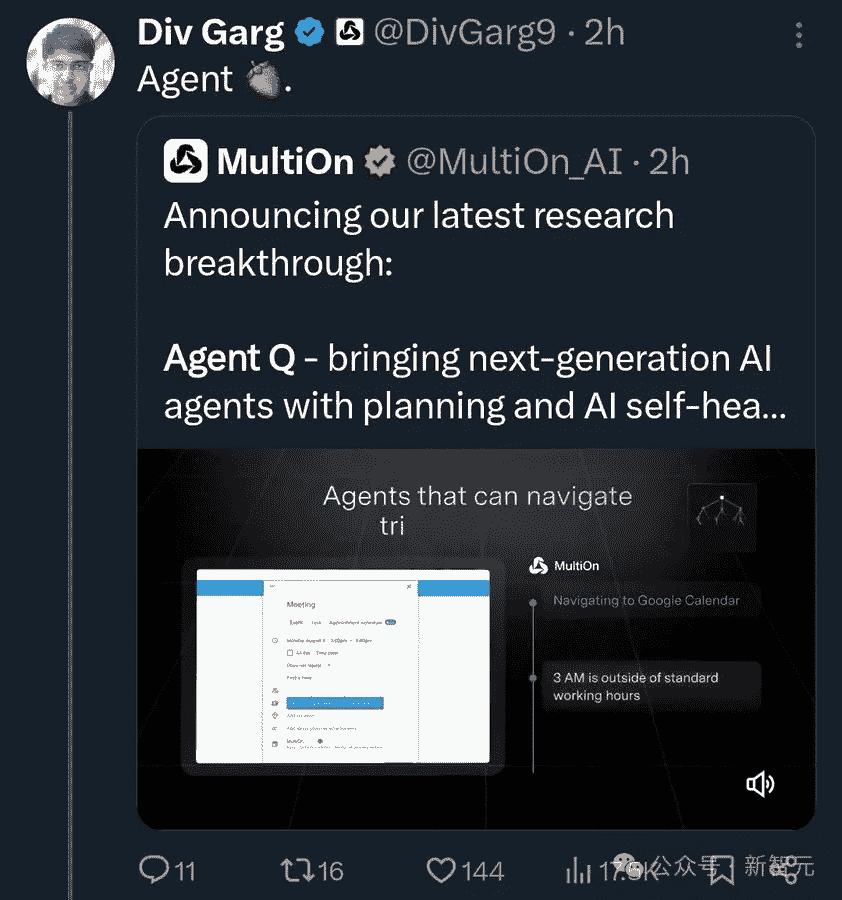 Div Garg @DivGarg9 · 2h
Agent 🍓.
MultiOn @MultiOn_AI · 2h
Announcing our latest research
breakthrough:
Agent Q - bringing next-generation AI
agents with planning and AI self-hea...
Agents that can navigate
tri
MultiOn
Navigating to Google Calendar
3 AM is outside of standard
working hours
Meeting
11 16 144
公众号 · 新智元